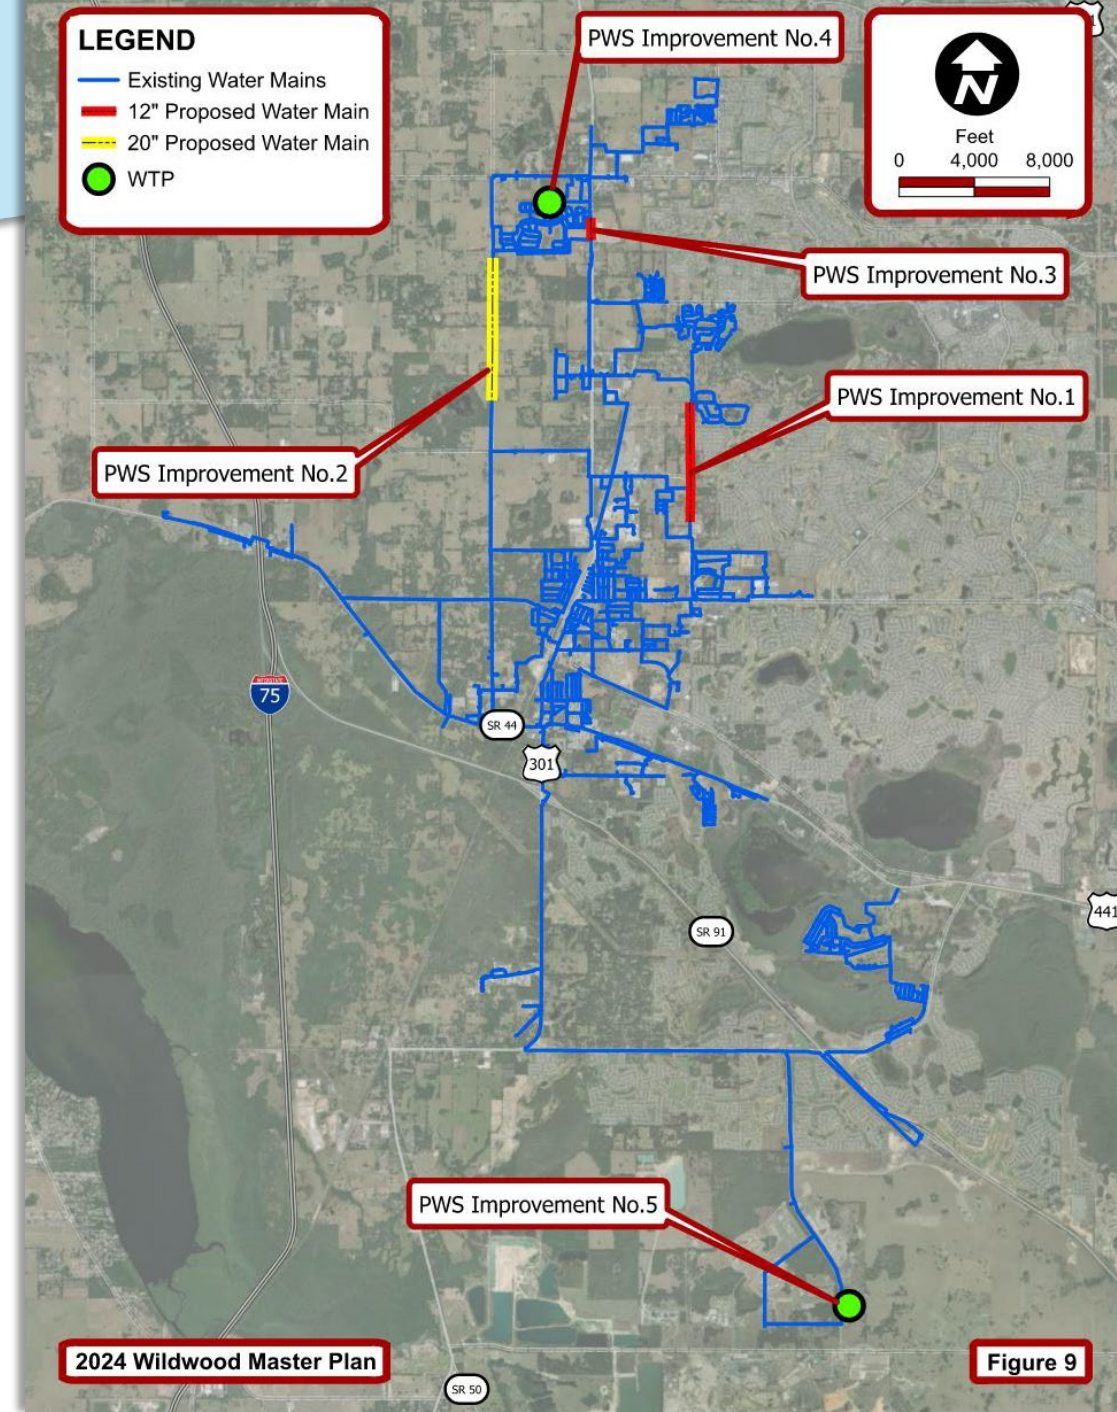 LEGEND
Existing Water Mains
12" Proposed Water Main
20" Proposed Water Main
WTP
PWS Improvement No.4
N
Feet
0 4,000 8,000
PWS Improvement No.3
PWS Improvement No.1
PWS Improvement No.2
75
SR 44
301
SR 91
441
PWS Improvement No.5
2024 Wildwood Master Plan
Figure 9
SR 50